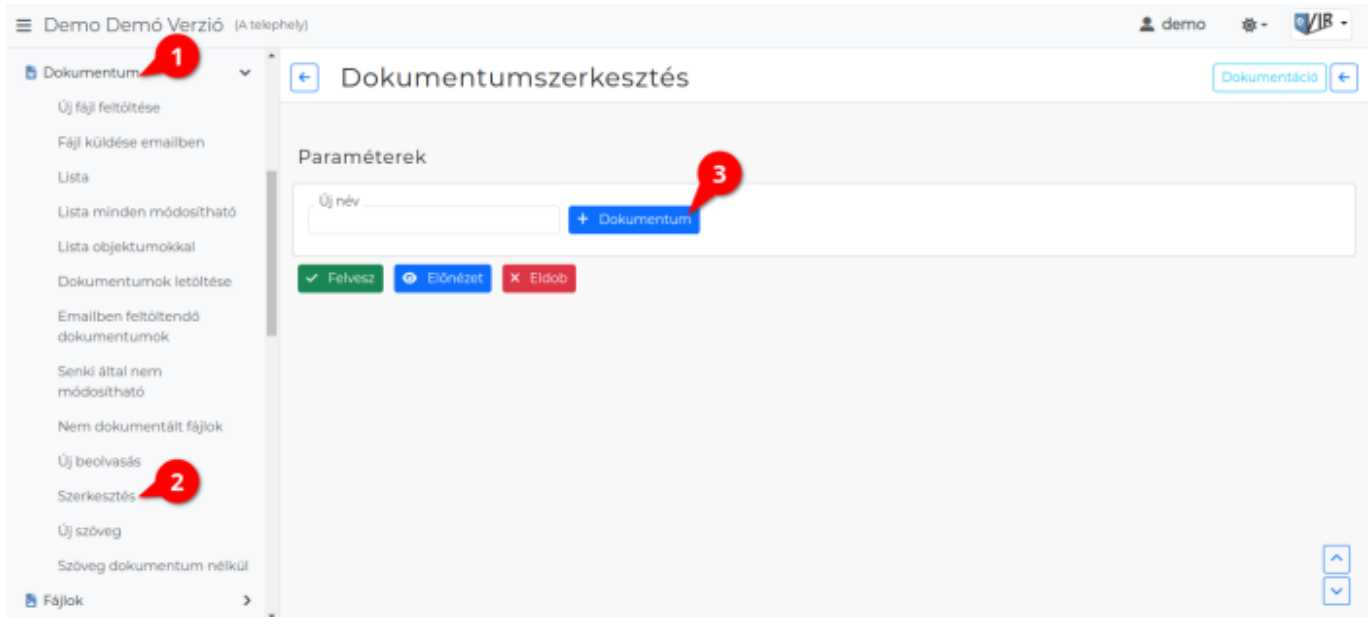 Demo Demó Verzió (A telephely)
demo
VIR
1
Dokumentum
Új fájl feltöltése
Fájl küldése emailben
Lista
Lista minden módosítható
Lista objektumokkal
Dokumentumok letöltése
Emailben feltöltendő
dokumentumok
Senki által nem
módosítható
Nem dokumentált fájlok
Új beolvasás
Szerkesztés
2
Új szöveg
Szöveg dokumentum nélkül
Fájlok
Dokumentumszerkesztés
Dokumentáció
Paraméterek
3
Új név
+ Dokumentum
Felvesz
Előnézet
Eldob